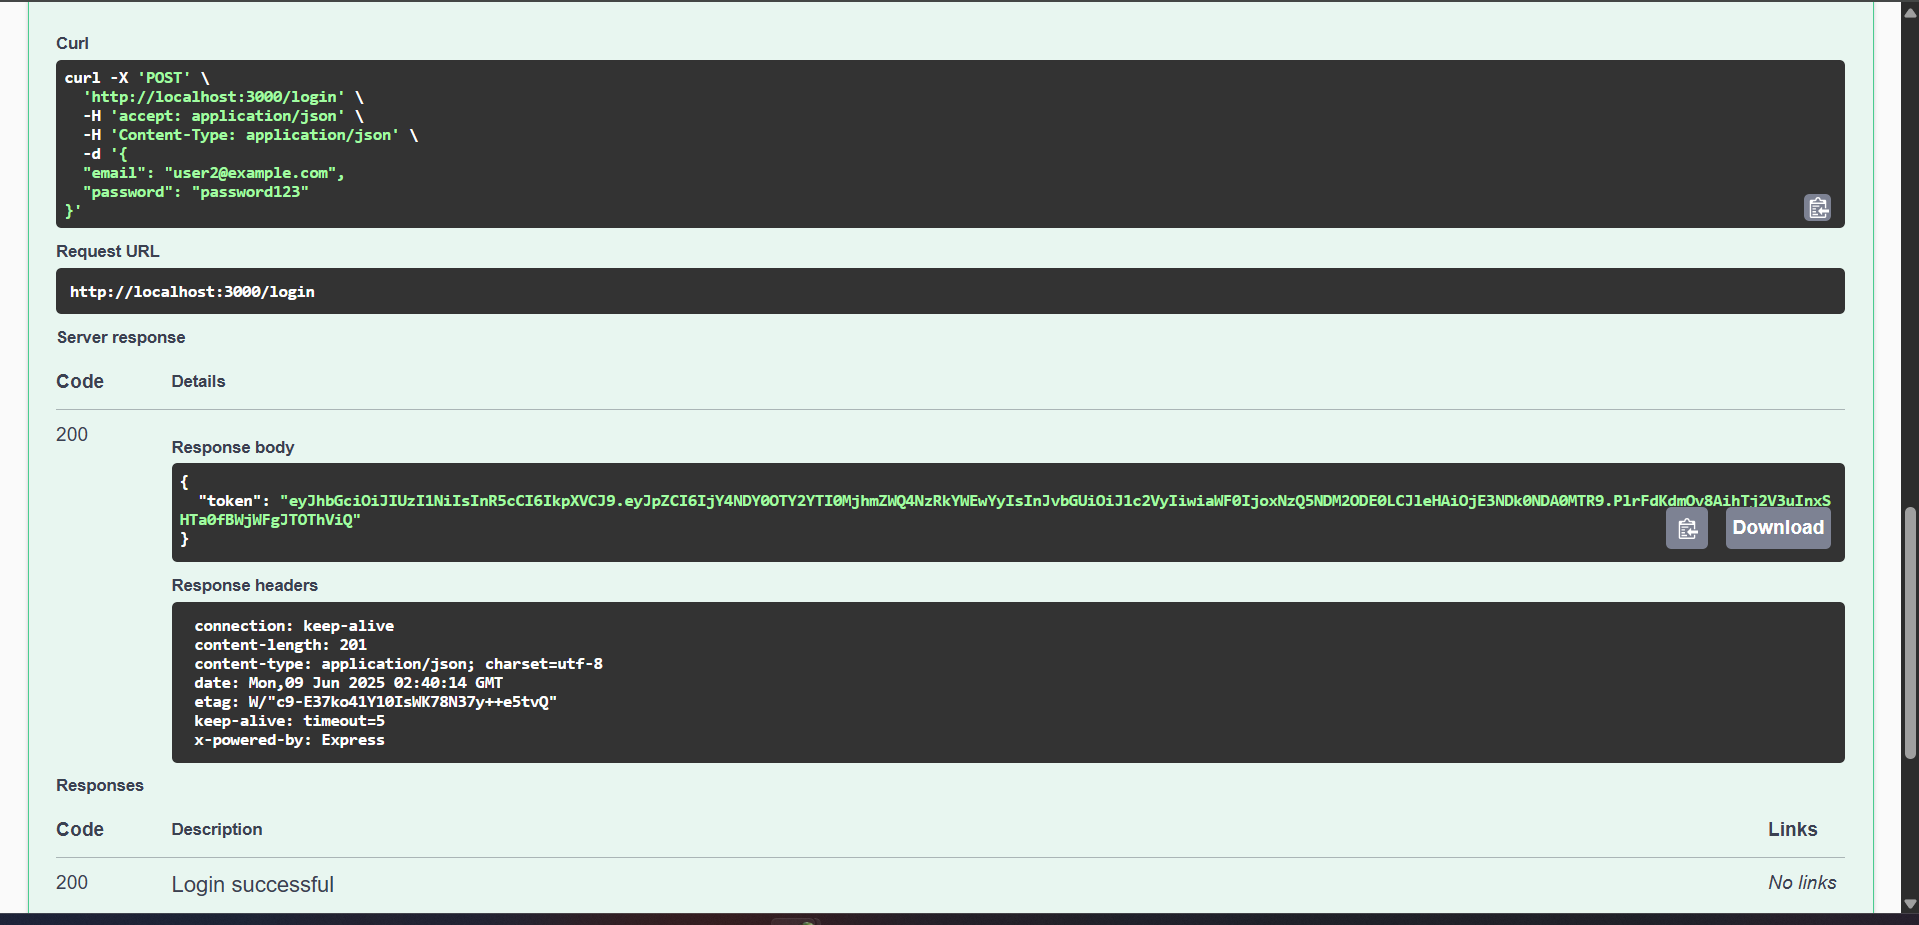 Curl
curl -X 'POST' \
'http://localhost:3000/login' \
-H 'accept: application/json' \
-H 'Content-Type: application/json' \
-d '{
"email": "user2@example.com",
"password": "password123"
}'
Request URL
http://localhost:3000/login
Server response
Code Details
200
Response body
{
"token": "eyJhbGciOiJIUzI1NiIsInR5cCI6IkpXVCJ9.eyJpZCI6IjY4NDY0OTY2YTI0MjhmZWQ4NzRkYWEwYyIsInJvbGUiOiJ1c2VyIiwiaWF0IjoxNzQ5NDM2ODE0LCJleHAiOjE3NDk0NDA0MTR9.PlrFdKdmOv8AihTj2V3uInxS
HTa0fBWjWFgJTOThViQ"
}
Download
Response headers
connection: keep-alive
content-length: 201
content-type: application/json; charset=utf-8
date: Mon,09 Jun 2025 02:40:14 GMT
etag: W/"c9-E37ko41Y10IsWK78N37y++e5tvQ"
keep-alive: timeout=5
x-powered-by: Express
Responses
Code Description Links
200 Login successful No links